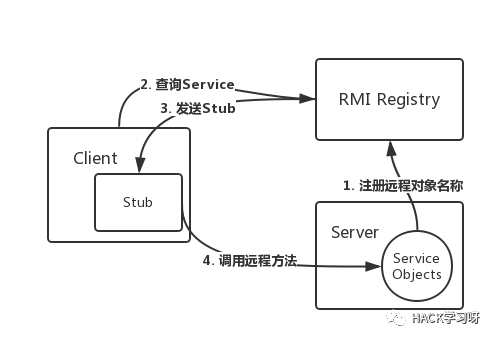 2. 查询Service
3. 发送Stub
RMI Registry
Client
Stub
1. 注册远程对象名称
Server
Service
Objects
4. 调用远程方法
HACK学习呀